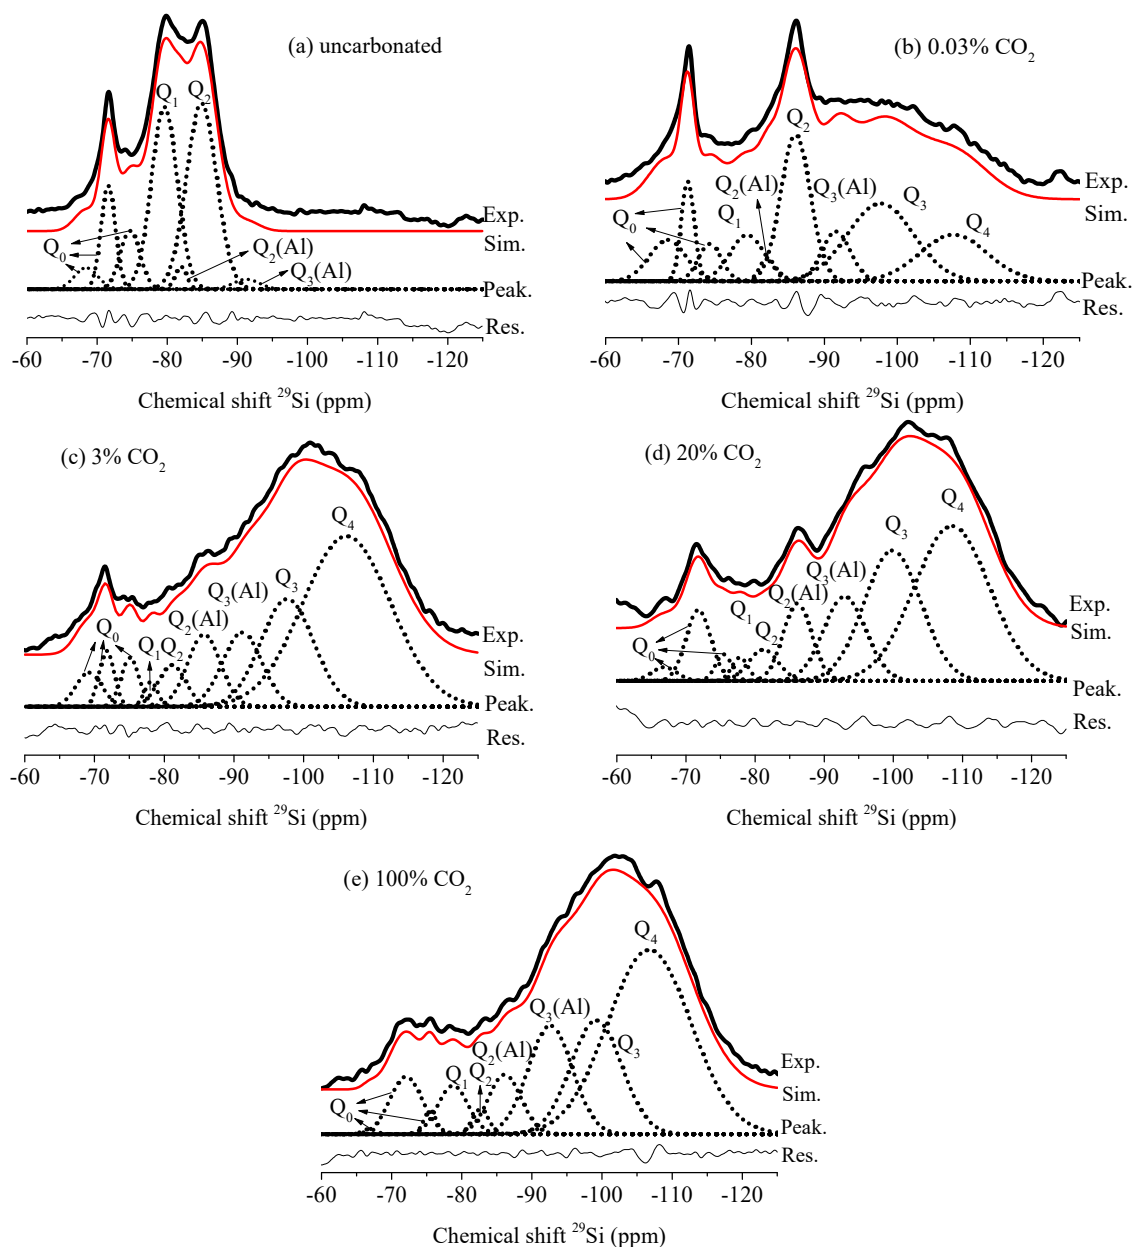 (a) uncarbonated
Q1
Q2
Q0
Q2(Al)
Q3(Al)
Exp.
Sim.
Peak.
Res.
-60 -70 -80 -90 -100 -110 -120
Chemical shift 29Si (ppm)
(b) 0.03% CO2
Q2
Q2(Al)
Q3(Al)
Q3
Q0
Q1
Q4
Exp.
Sim.
Peak.
Res.
-60 -70 -80 -90 -100 -110 -120
Chemical shift 29Si (ppm)
(c) 3% CO2
Q4
Q3
Q3(Al)
Q2(Al)
Q0
Q1
Q2
Exp.
Sim.
Peak.
Res.
-60 -70 -80 -90 -100 -110 -120
Chemical shift 29Si (ppm)
(d) 20% CO2
Q4
Q3
Q3(Al)
Q2(Al)
Q1
Q2
Q0
Exp.
Sim.
Peak.
Res.
-60 -70 -80 -90 -100 -110 -120
Chemical shift 29Si (ppm)
(e) 100% CO2
Q4
Q3(Al)
Q3
Q2(Al)
Q1
Q2
Q0
Exp.
Sim.
Peak.
Res.
-60 -70 -80 -90 -100 -110 -120
Chemical shift 29Si (ppm)